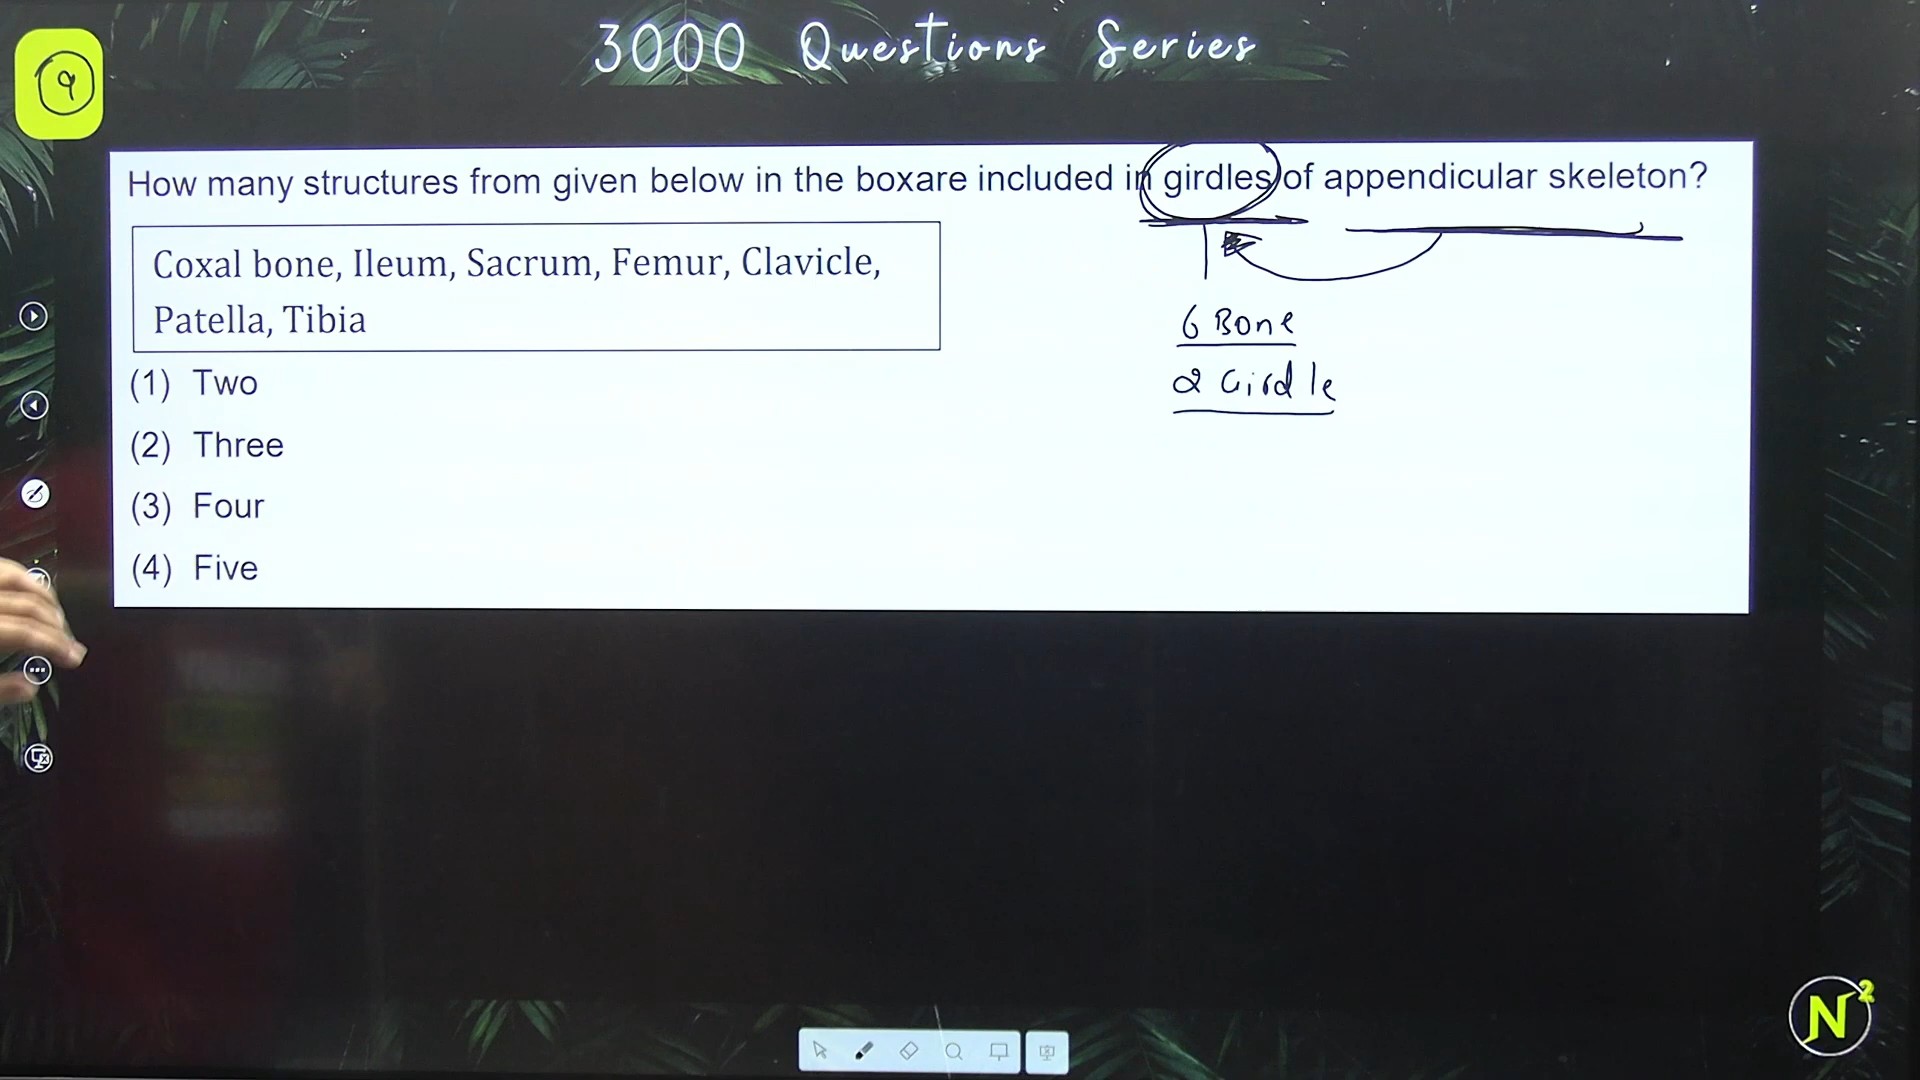 3000 Questions Series
9
How many structures from given below in the boxare included in girdles of appendicular skeleton?
Coxal bone, Ileum, Sacrum, Femur, Clavicle,
Patella, Tibia
6 Bone
2 Girdle
(1) Two
(2) Three
(3) Four
(4) Five
N2